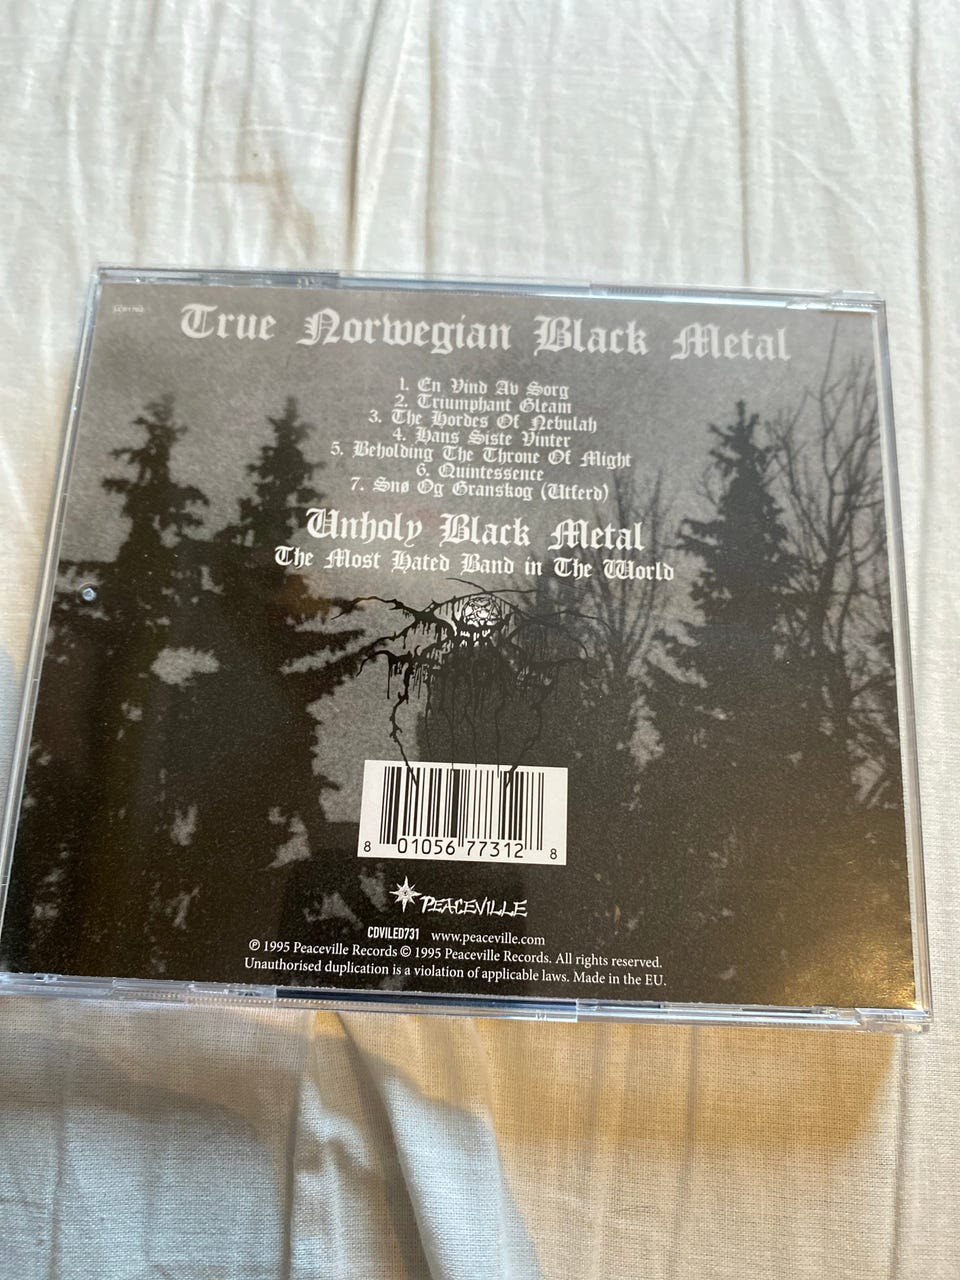 True Norwegian Black Metal
1. En Vind Av Sorg
2. Triumphant Gleam
3. The Hordes Of Nebulah
4. Hans Siste Vinter
5. Beholding The Throne Of Might
6. Quintessence
7. Snø Og Granskog (Utferd)
Unholy Black Metal
The Most Hated Band in The World
8 01056 77312 8
PEACEVILLE
CDVILED731 www.peaceville.com
℗ 1995 Peaceville Records © 1995 Peaceville Records. All rights reserved.
Unauthorised duplication is a violation of applicable laws. Made in the EU.